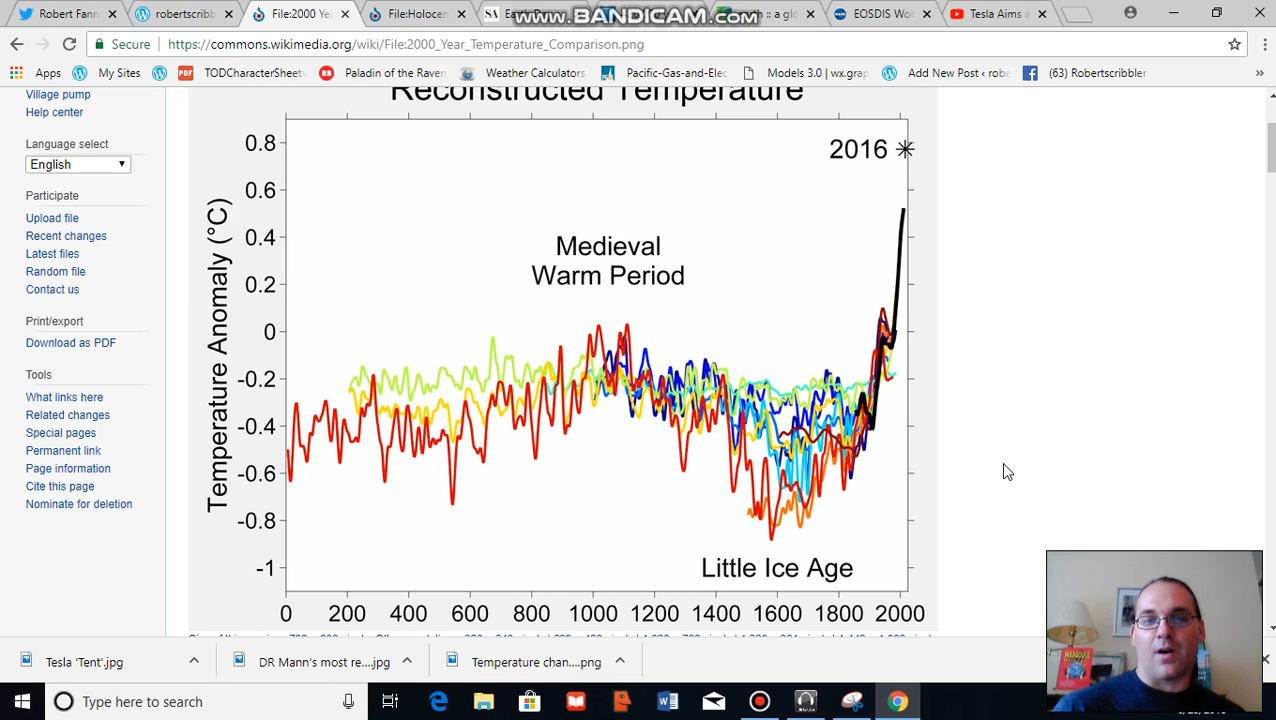 Robert Fann
robertscribb
File:2000 Ye
File:Holocen
SA
WWW.BANDICAM.COM
:: a glo
EOSDIS Wor
Tesla Aims a
Secure
https://commons.wikimedia.org/wiki/File:2000_Year_Temperature_Comparison.png
Apps
My Sites
TODCharacterSheet
Paladin of the Raven
Weather Calculators
Pacific-Gas-and-Elec
Models 3.0 | wx.grap
Add New Post ‹ robe
(63) Robertscribbler
»
Village pump
Help center
Language select
English
Participate
Upload file
Recent changes
Latest files
Random file
Contact us
Print/export
Download as PDF
Tools
What links here
Related changes
Special pages
Permanent link
Page information
Cite this page
Nominate for deletion
Reconstructed Temperature
Temperature Anomaly (°C)
0.8
0.6
0.4
0.2
0
-0.2
-0.4
-0.6
-0.8
-1
2016
Medieval
Warm Period
Little Ice Age
0 200 400 600 800 1000 1200 1400 1600 1800 2000
Tesla 'Tent'.jpg
DR Mann's most re....jpg
Temperature chan....png
Type here to search